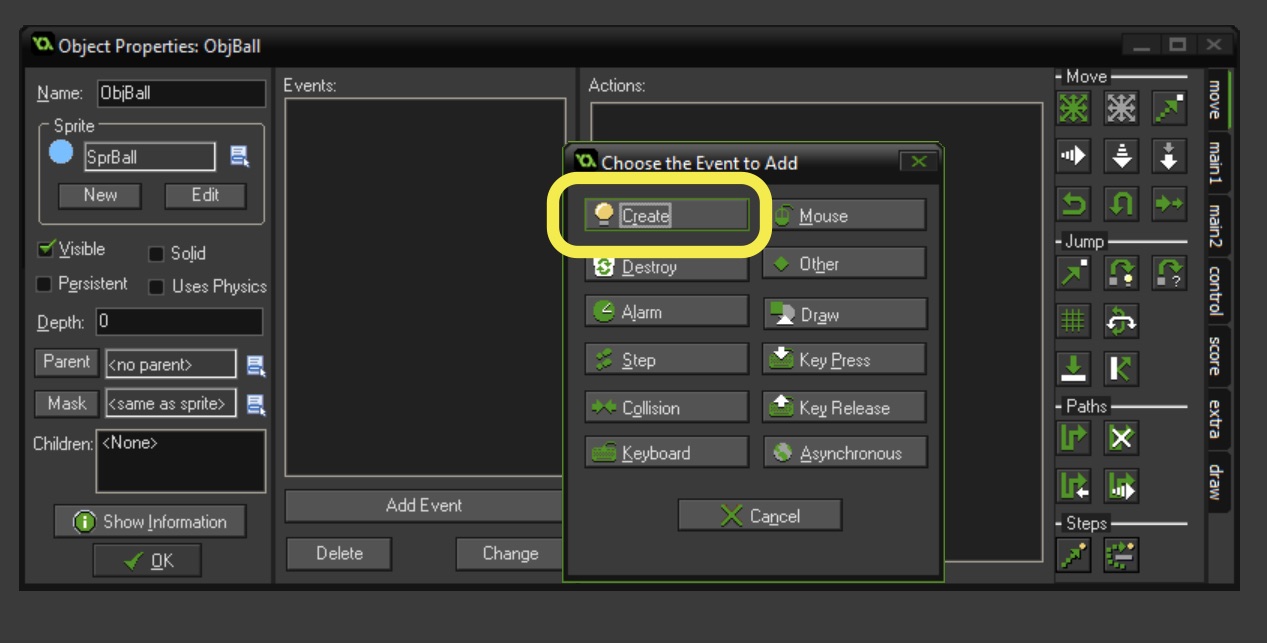 Object Properties: ObjBall
Name: ObjBall
Sprite
SprBall
New Edit
Visible Solid
Persistent Uses Physics
Depth: 0
Parent <no parent>
Mask <same as sprite>
Children: <None>
Show Information
OK
Events:
Add Event
Delete Change
Actions:
Choose the Event to Add
Create Mouse
Destroy Other
Alarm Draw
Step Key Press
Collision Key Release
Keyboard Asynchronous
Cancel
Move
Jump
?
Paths
Steps
move
main1
main2
control
score
extra
draw